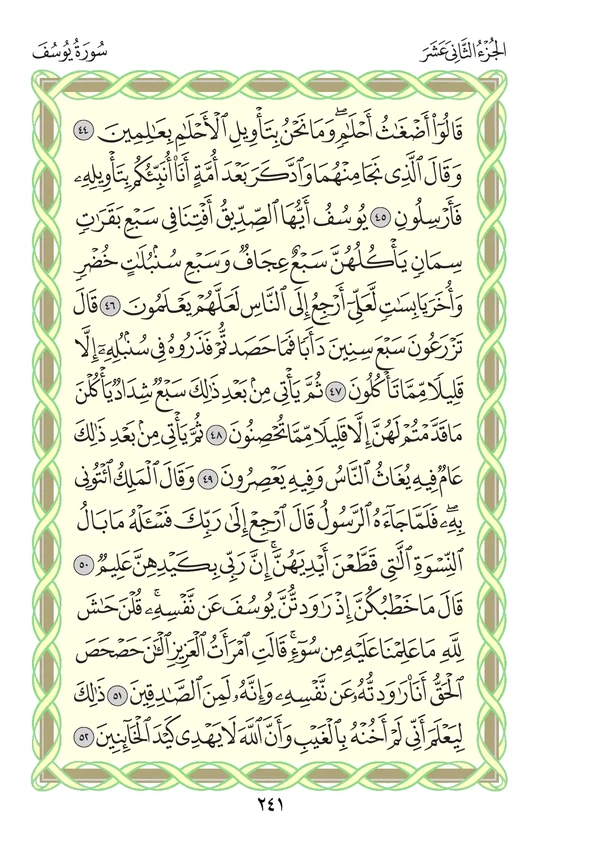 الجزء الثاني عشر
سورة يوسف
قَالُوٓا۟ أَضْغَـٰثُ أَحْلَـٰمٍۢ ۖ وَمَا نَحْنُ بِتَأْوِيلِ ٱلْأَحْلَـٰمِ بِعَـٰلِمِينَ ٤٤
وَقَالَ ٱلَّذِى نَجَا مِنْهُمَا وَٱدَّكَرَ بَعْدَ أُمَّةٍ أَنَا۠ أُنَبِّئُكُم بِتَأْوِيلِهِۦ
فَأَرْسِلُونِ ٤٥ يُوسُفُ أَيُّهَا ٱلصِّدِّيقُ أَفْتِنَا فِى سَبْعِ بَقَرَٰتٍۢ
سِمَانٍۢ يَأْكُلُهُنَّ سَبْعٌ عِجَافٌۭ وَسَبْعِ سُنۢبُلَـٰتٍ خُضْرٍۢ
وَأُخَرَ يَابِسَـٰتٍۢ لَّعَلِّىٓ أَرْجِعُ إِلَى ٱلنَّاسِ لَعَلَّهُمْ يَعْلَمُونَ ٤٦ قَالَ
تَزْرَعُونَ سَبْعَ سِنِينَ دَأَبًۭا فَمَا حَصَدتُّمْ فَذَرُوهُ فِى سُنۢبُلِهِۦٓ إِلَّا
قَلِيلًۭا مِّمَّا تَأْكُلُونَ ٤٧ ثُمَّ يَأْتِى مِنۢ بَعْدِ ذَٰلِكَ سَبْعٌۭ شِدَادٌۭ يَأْكُلْنَ
مَا قَدَّمْتُمْ لَهُنَّ إِلَّا قَلِيلًۭا مِّمَّا تُحْصِنُونَ ٤٨ ثُمَّ يَأْتِى مِنۢ بَعْدِ ذَٰلِكَ
عَامٌۭ فِيهِ يُغَاثُ ٱلنَّاسُ وَفِيهِ يَعْصِرُونَ ٤٩ وَقَالَ ٱلْمَلِكُ ٱئْتُونِى
بِهِۦ ۖ فَلَمَّا جَآءَهُ ٱلرَّسُولُ قَالَ ٱرْجِعْ إِلَىٰ رَبِّكَ فَسْـَٔلْهُ مَا بَالُ
ٱلنِّسْوَةِ ٱلَّـٰتِى قَطَّعْنَ أَيْدِيَهُنَّ ۚ إِنَّ رَبِّى بِكَيْدِهِنَّ عَلِيمٌۭ ٥٠
قَالَ مَا خَطْبُكُنَّ إِذْ رَٰوَدتُّنَّ يُوسُفَ عَن نَّفْسِهِۦ ۚ قُلْنَ حَـٰشَ
لِلَّهِ مَا عَلِمْنَا عَلَيْهِ مِن سُوٓءٍۢ ۚ قَالَتِ ٱمْرَأَتُ ٱلْعَزِيزِ ٱلْـَٔـٰنَ حَصْحَصَ
ٱلْحَقُّ أَنَا۠ رَٰوَدتُّهُۥ عَن نَّفْسِهِۦ وَإِنَّهُۥ لَمِنَ ٱلصَّـٰدِقِينَ ٥١ ذَٰلِكَ
لِيَعْلَمَ أَنِّى لَمْ أَخُنْهُ بِٱلْغَيْبِ وَأَنَّ ٱللَّهَ لَا يَهْدِى كَيْدَ ٱلْخَآئِنِينَ ٥٢
٢٤١